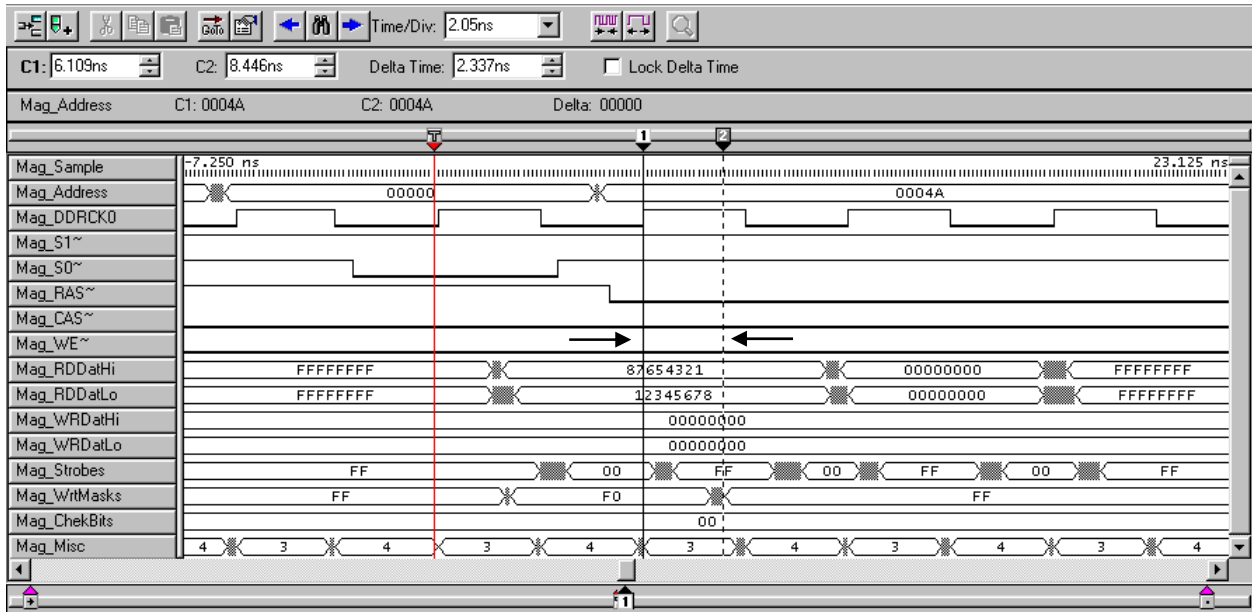 Goto Time/Div: 2.05ns
C1: 6.109ns C2: 8.446ns Delta Time: 2.337ns Lock Delta Time
Mag_Address C1: 0004A C2: 0004A Delta: 00000
T 1 2
Mag_Sample -7.250 ns 23.125 ns
Mag_Address 00000 0004A
Mag_DDRCK0
Mag_S1~
Mag_S0~
Mag_RAS~
Mag_CAS~
Mag_WE~
Mag_RDDatHi FFFFFFFF 87654321 00000000 FFFFFFFF
Mag_RDDatLo FFFFFFFF 12345678 00000000 FFFFFFFF
Mag_WRDatHi 00000000
Mag_WRDatLo 00000000
Mag_Strobes FF 00 FF 00 FF 00 FF
Mag_WrtMasks FF F0 FF
Mag_ChekBits 00
Mag_Misc 4 3 4 3 4 3 4 3 4 3 4
1